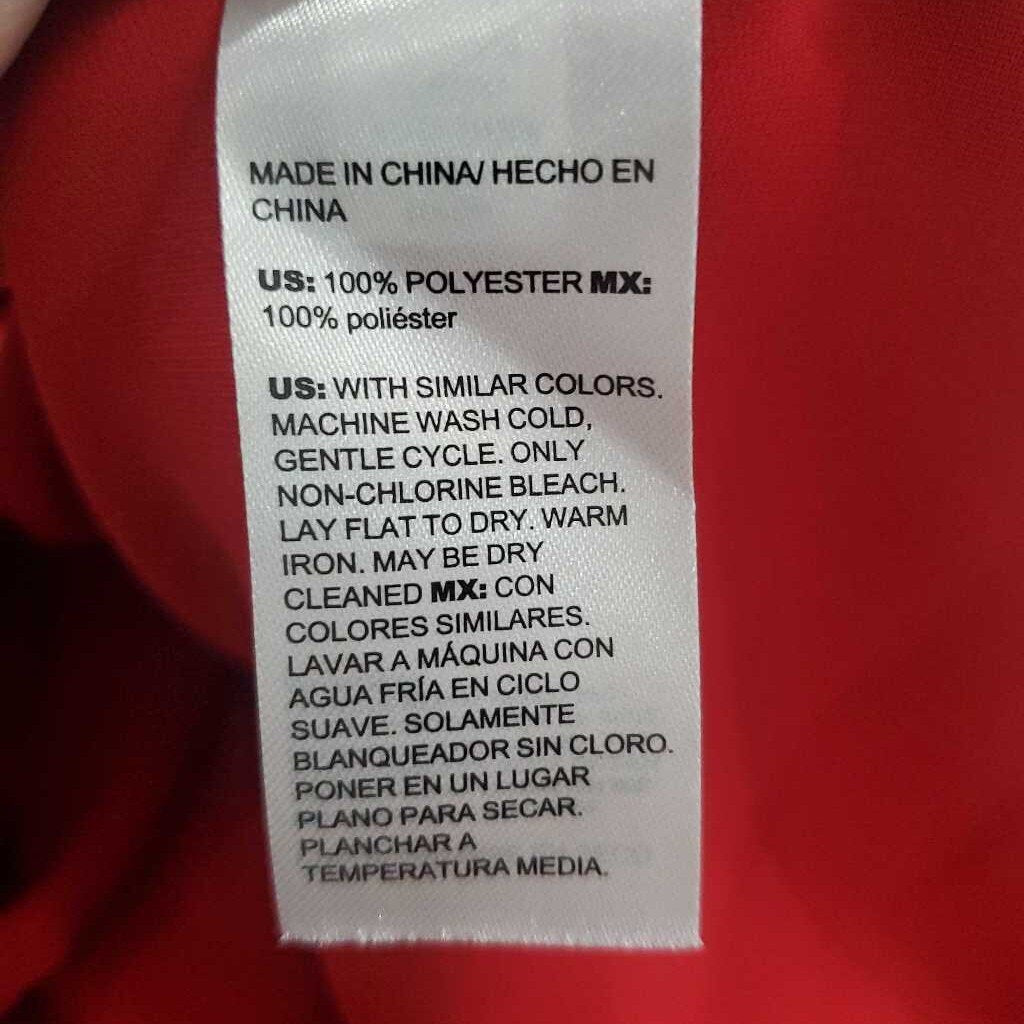 MADE IN CHINA/ HECHO EN
CHINA
US: 100% POLYESTER MX:
100% poliéster
US: WITH SIMILAR COLORS.
MACHINE WASH COLD,
GENTLE CYCLE. ONLY
NON-CHLORINE BLEACH.
LAY FLAT TO DRY. WARM
IRON. MAY BE DRY
CLEANED MX: CON
COLORES SIMILARES.
LAVAR A MÁQUINA CON
AGUA FRÍA EN CICLO
SUAVE. SOLAMENTE
BLANQUEADOR SIN CLORO.
PONER EN UN LUGAR
PLANO PARA SECAR.
PLANCHAR A
TEMPERATURA MEDIA.